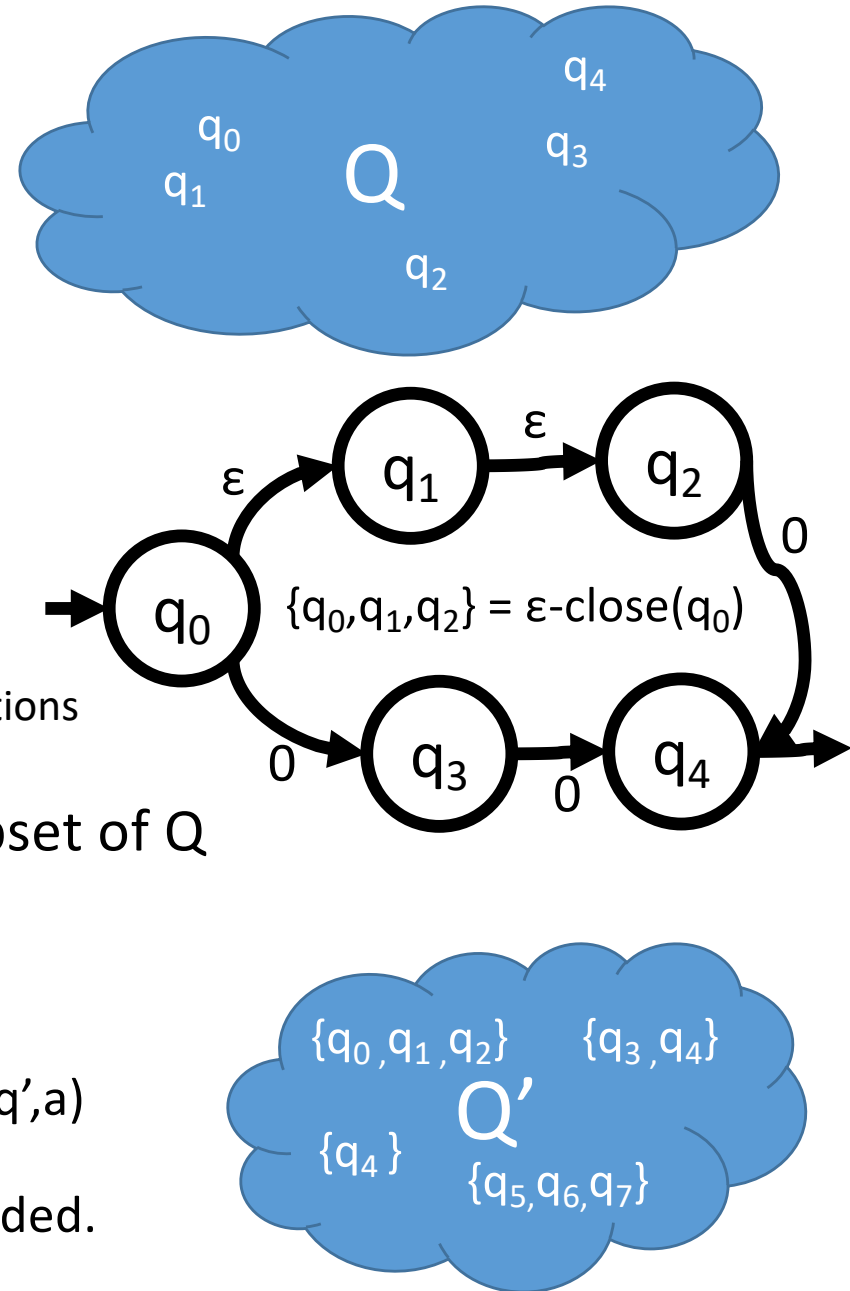 q₄
q₀
q₃
q₁
Q
q₂
ε
ε
q₁
q₂
0
q₀
{q₀,q₁,q₂} = ε-close(q₀)
tions
0
q₃
q₄
0
set of Q
{q₀,q₁,q₂}
{q₃,q₄}
q′,a)
Q′
{q₄}
{q₅,q₆,q₇}
ded.